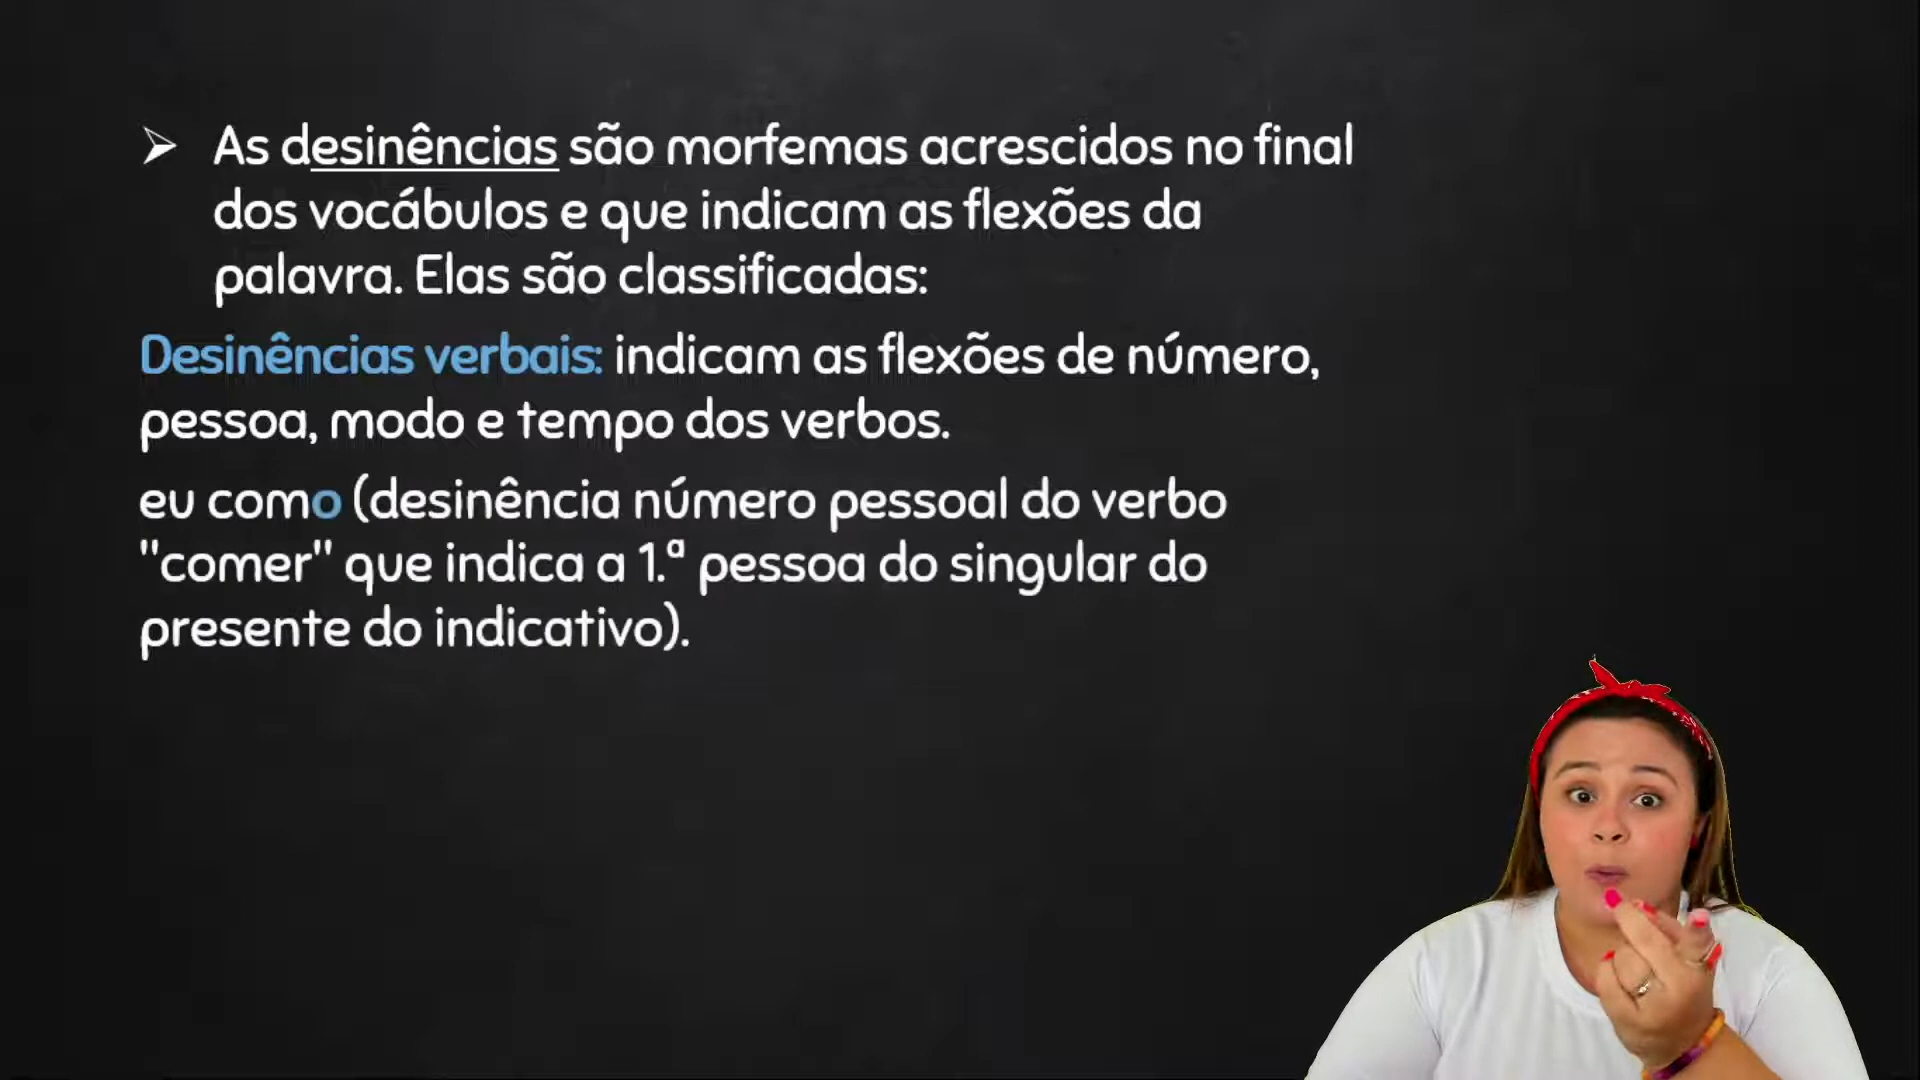 As desinências são morfemas acrescidos no final
dos vocábulos e que indicam as flexões da
palavra. Elas são classificadas:
Desinências verbais: indicam as flexões de número,
pessoa, modo e tempo dos verbos.
eu como (desinência número pessoal do verbo
"comer" que indica a 1.ª pessoa do singular do
presente do indicativo).